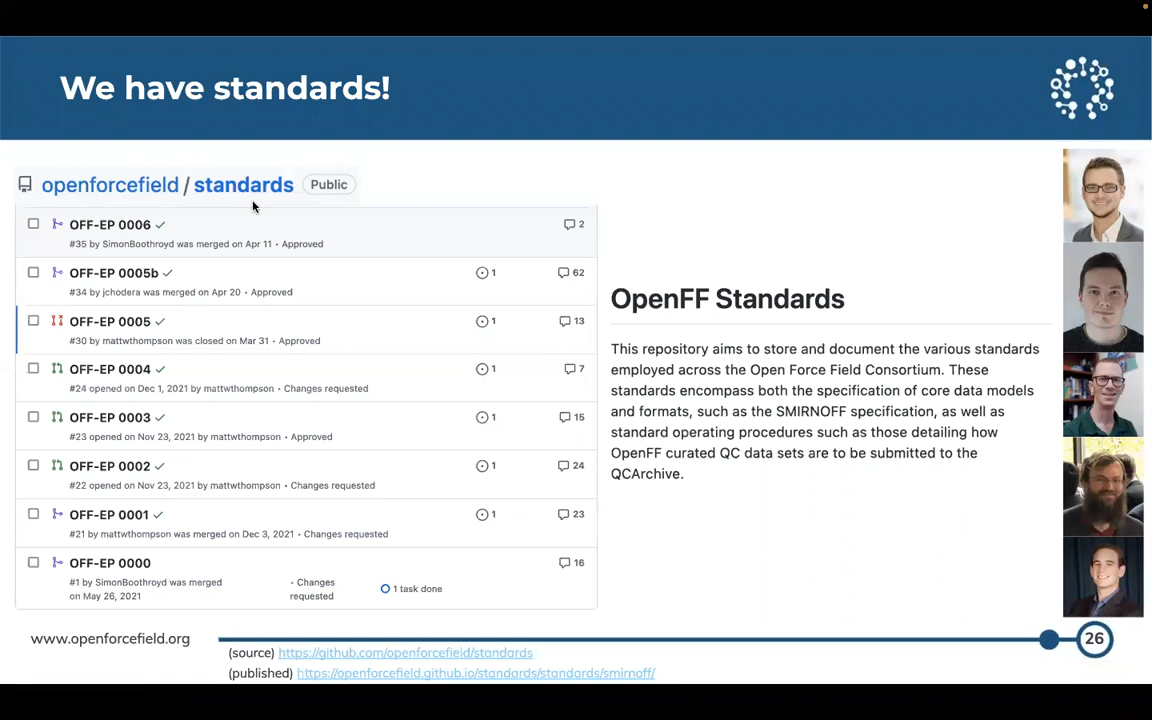 We have standards!
openforcefield / standards Public
OFF-EP 0006 2
#35 by SimonBoothroyd was merged on Apr 11 • Approved
OFF-EP 0005b 1 62
#34 by jchodera was merged on Apr 20 • Approved
OFF-EP 0005 1 13
#30 by mattwthompson was closed on Mar 31 • Approved
OFF-EP 0004 1 7
#24 opened on Dec 1, 2021 by mattwthompson • Changes requested
OFF-EP 0003 1 15
#23 opened on Nov 23, 2021 by mattwthompson • Approved
OFF-EP 0002 1 24
#22 opened on Nov 23, 2021 by mattwthompson • Changes requested
OFF-EP 0001 1 23
#21 by mattwthompson was merged on Dec 3, 2021 • Changes requested
OFF-EP 0000 16
#1 by SimonBoothroyd was merged • Changes
on May 26, 2021 requested 1 task done
OpenFF Standards
This repository aims to store and document the various standards
employed across the Open Force Field Consortium. These
standards encompass both the specification of core data models
and formats, such as the SMIRNOFF specification, as well as
standard operating procedures such as those detailing how
OpenFF curated QC data sets are to be submitted to the
QCArchive.
www.openforcefield.org 26
(source) https://github.com/openforcefield/standards
(published) https://openforcefield.github.io/standards/standards/smirnoff/